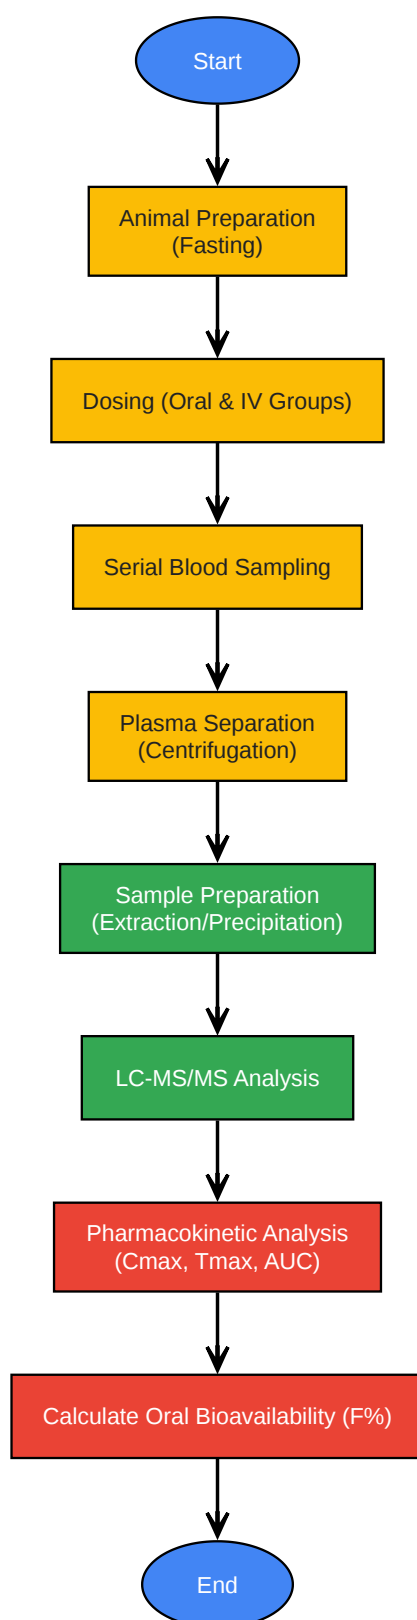 Start
Animal Preparation
(Fasting)
Dosing (Oral & IV Groups)
Serial Blood Sampling
Plasma Separation
(Centrifugation)
Sample Preparation
(Extraction/Precipitation)
LC-MS/MS Analysis
Pharmacokinetic Analysis
(Cmax, Tmax, AUC)
Calculate Oral Bioavailability (F%)
End